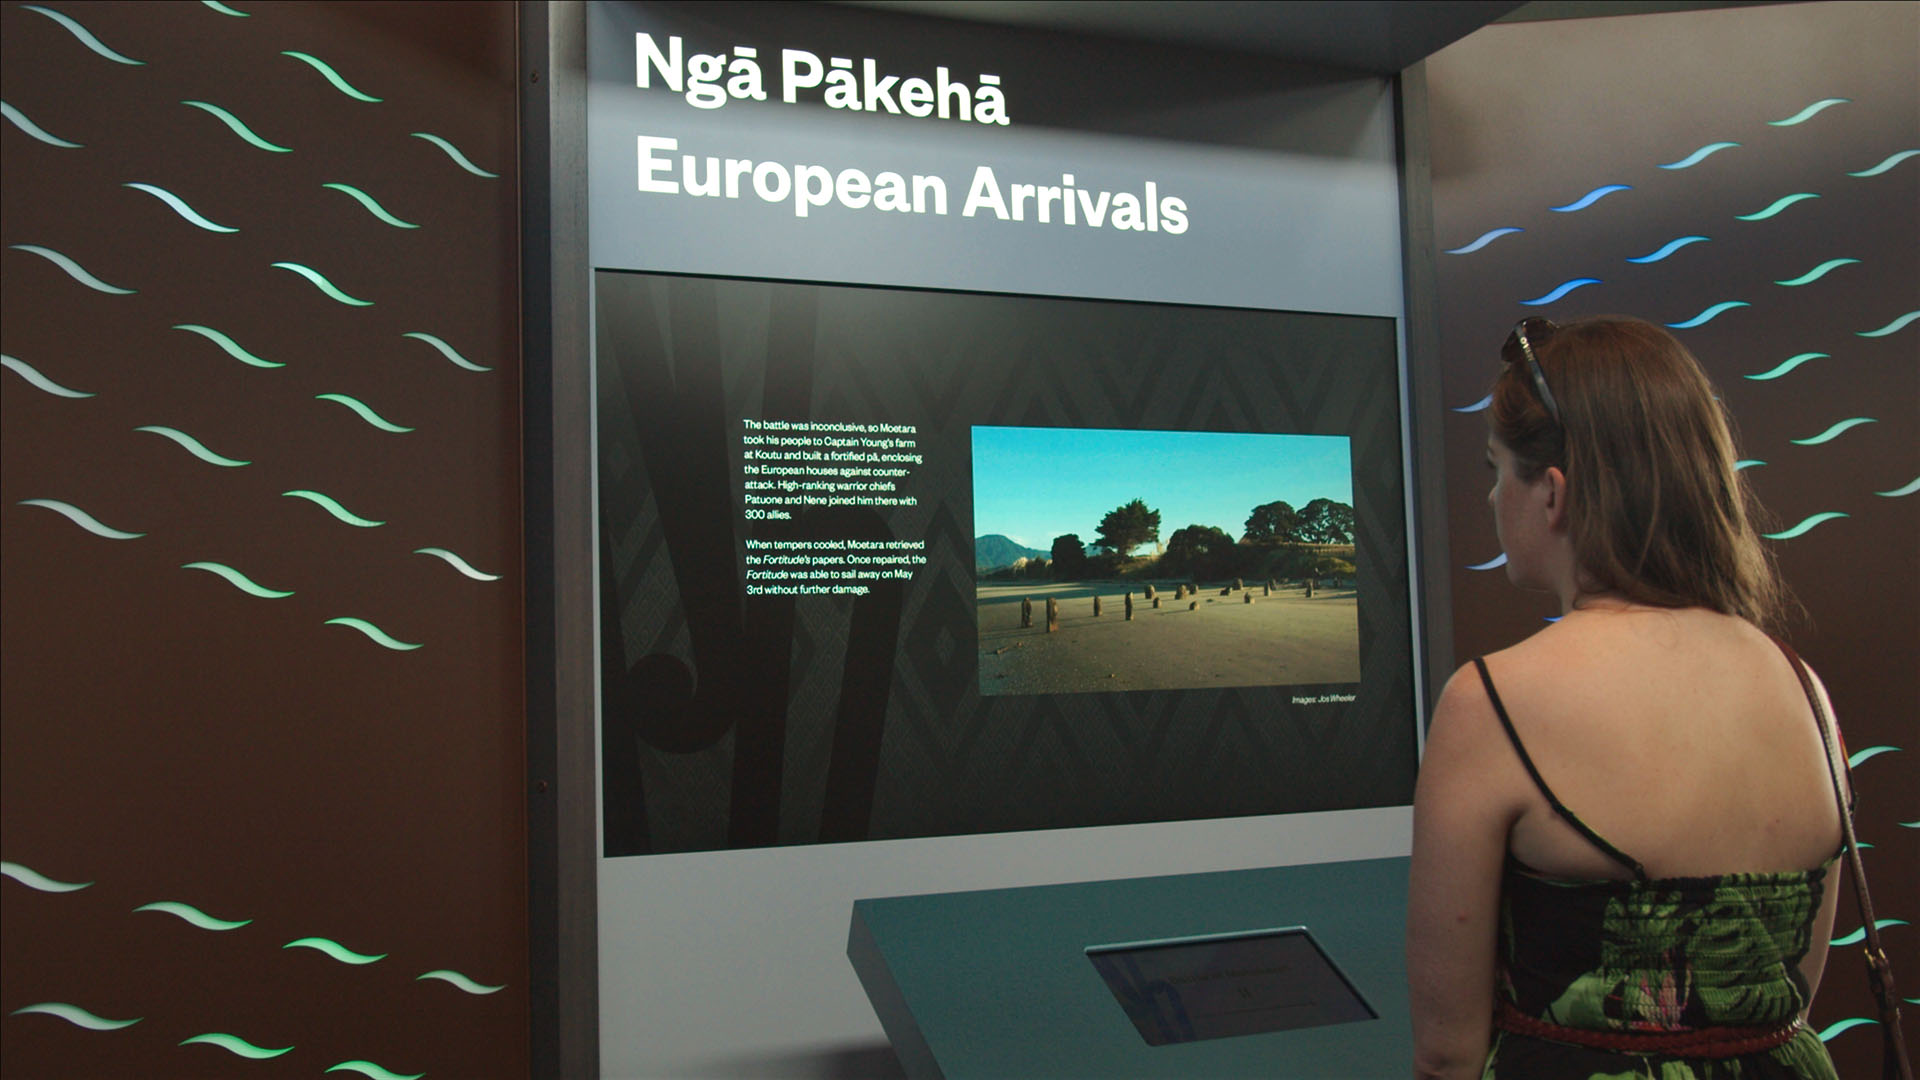 Ngā Pākehā
European Arrivals
The battle was inconclusive, so Moetara
took his people to Captain Young's farm
at Koutu and built a fortified pā, enclosing
the European houses against counter-
attack. High-ranking warrior chiefs
Patuone and Nene joined him there with
300 allies.
When tempers cooled, Moetara retrieved
the Fortitude's papers. Once repaired, the
Fortitude was able to sail away on May
3rd without further damage.
Images: Jos Wheeler